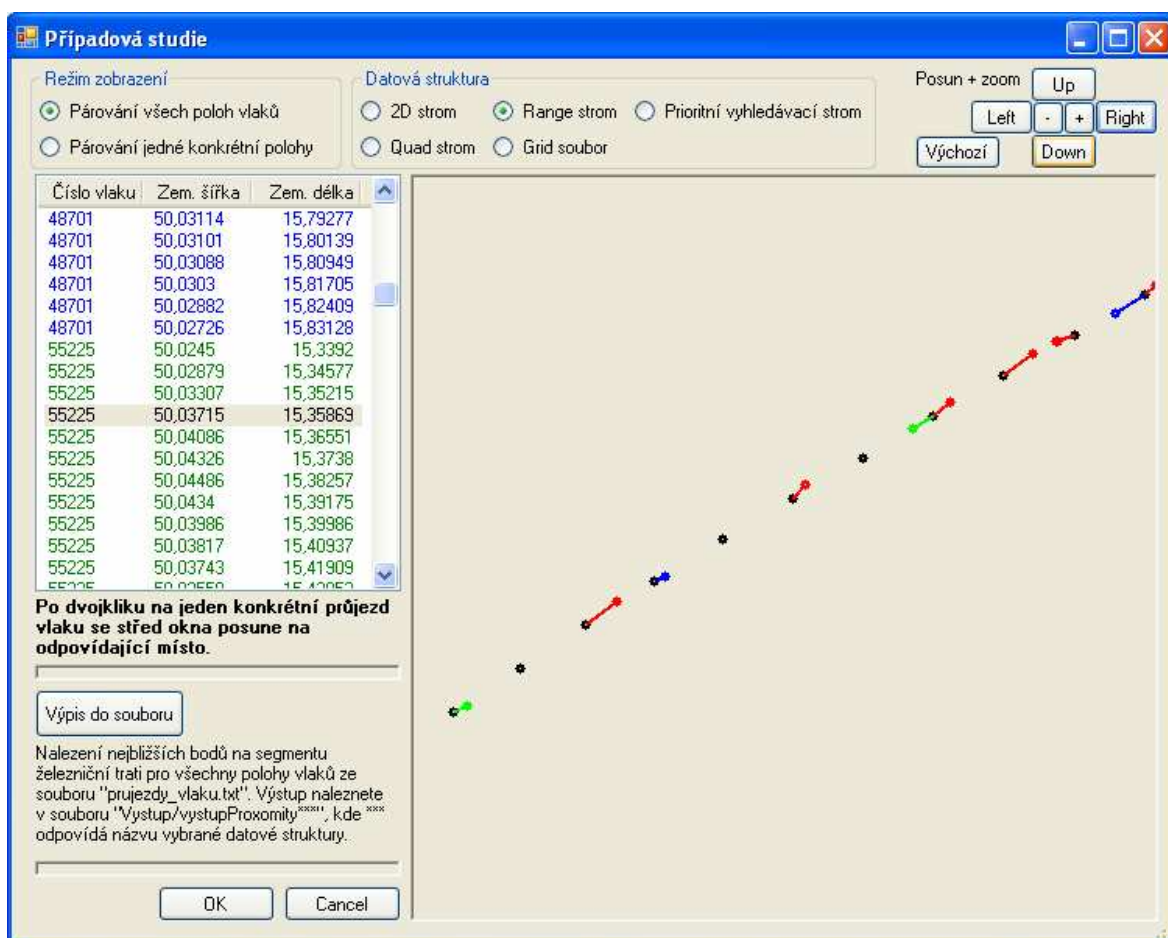 Případová studie
Režim zobrazení
Párování všech poloh vlaků
Párování jedné konkrétní polohy
Datová struktura
2D strom Range strom Prioritní vyhledávací strom
Quad strom Grid soubor
Posun + zoom Up
Left - + Right
Výchozí Down
Číslo vlaku Zem. šířka Zem. délka
48701 50,03114 15,79277
48701 50,03101 15,80139
48701 50,03088 15,80949
48701 50,0303 15,81705
48701 50,02882 15,82409
48701 50,02726 15,83128
55225 50,0245 15,3392
55225 50,02879 15,34577
55225 50,03307 15,35215
55225 50,03715 15,35869
55225 50,04086 15,36551
55225 50,04326 15,3738
55225 50,04486 15,38257
55225 50,0434 15,39175
55225 50,03986 15,39986
55225 50,03817 15,40937
55225 50,03743 15,41909
Po dvojkliku na jeden konkrétní průjezd
vlaku se střed okna posune na
odpovídající místo.
Výpis do souboru
Nalezení nejbližších bodů na segmentu
železniční trati pro všechny polohy vlaků ze
souboru "prujezdy_vlaku.txt". Výstup naleznete
v souboru "Vystup/vystupProxomity***", kde ***
odpovídá názvu vybrané datové struktury.
OK Cancel